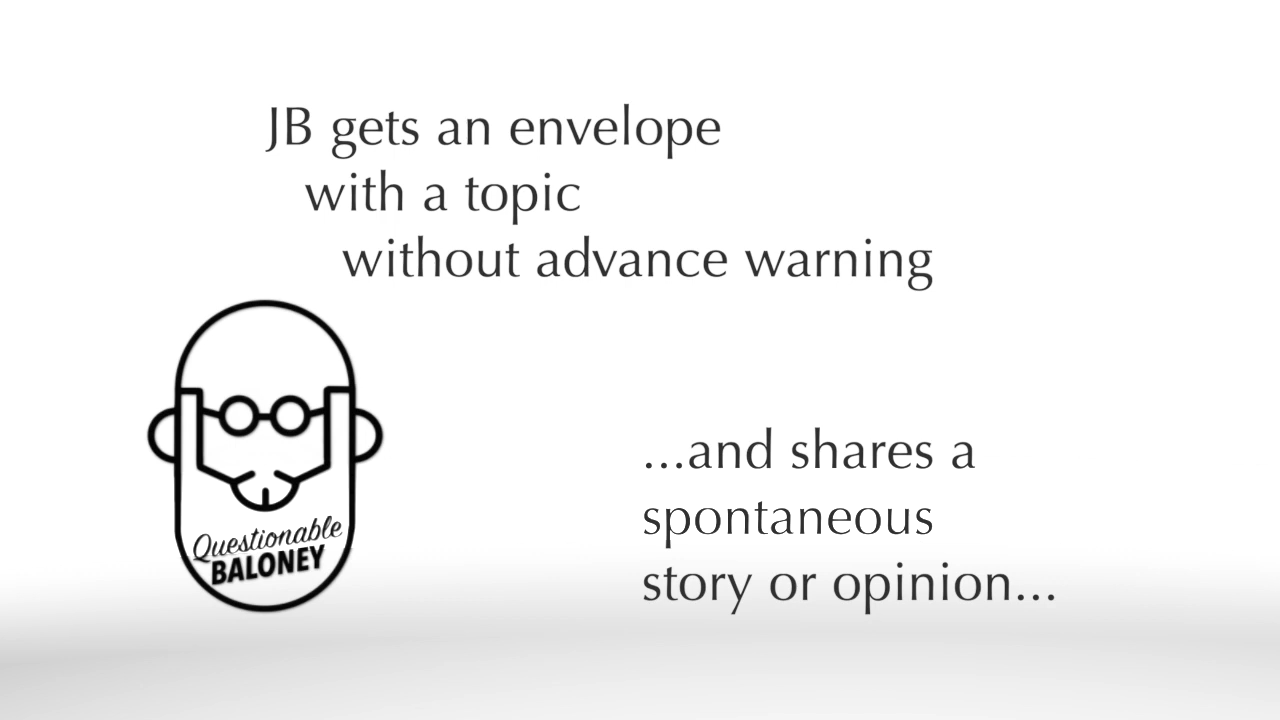 JB gets an envelope
with a topic
without advance warning
Questionable
BALONEY
...and shares a
spontaneous
story or opinion...